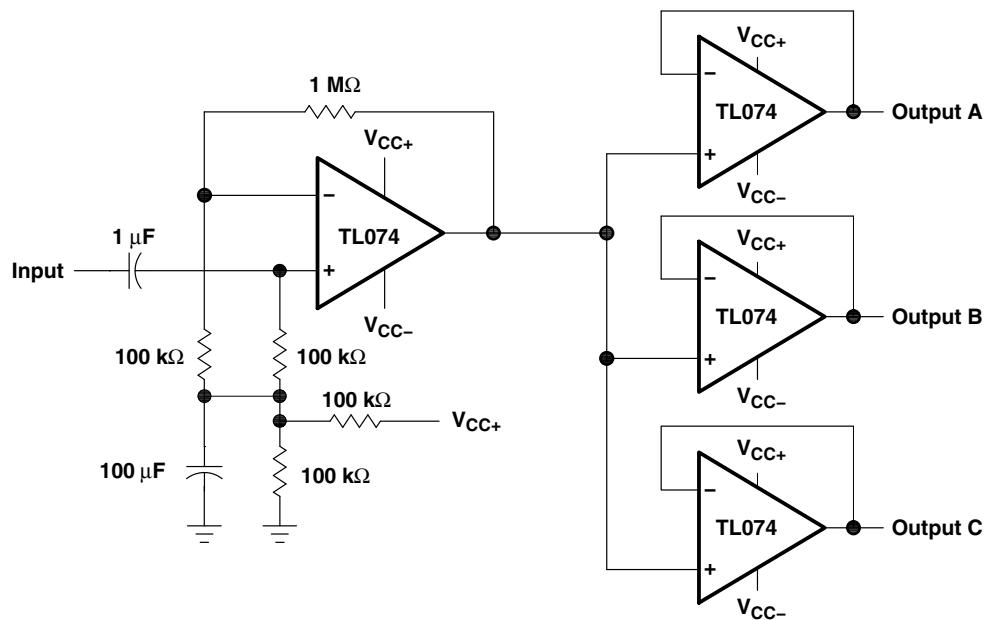 1 MΩ
VCC+
−
TL074
+
VCC−
1 μF
Input
100 kΩ
100 kΩ
100 kΩ
VCC+
100 μF
100 kΩ
VCC+
−
TL074
+
VCC−
Output A
VCC+
−
TL074
+
VCC−
Output B
VCC+
−
TL074
+
VCC−
Output C